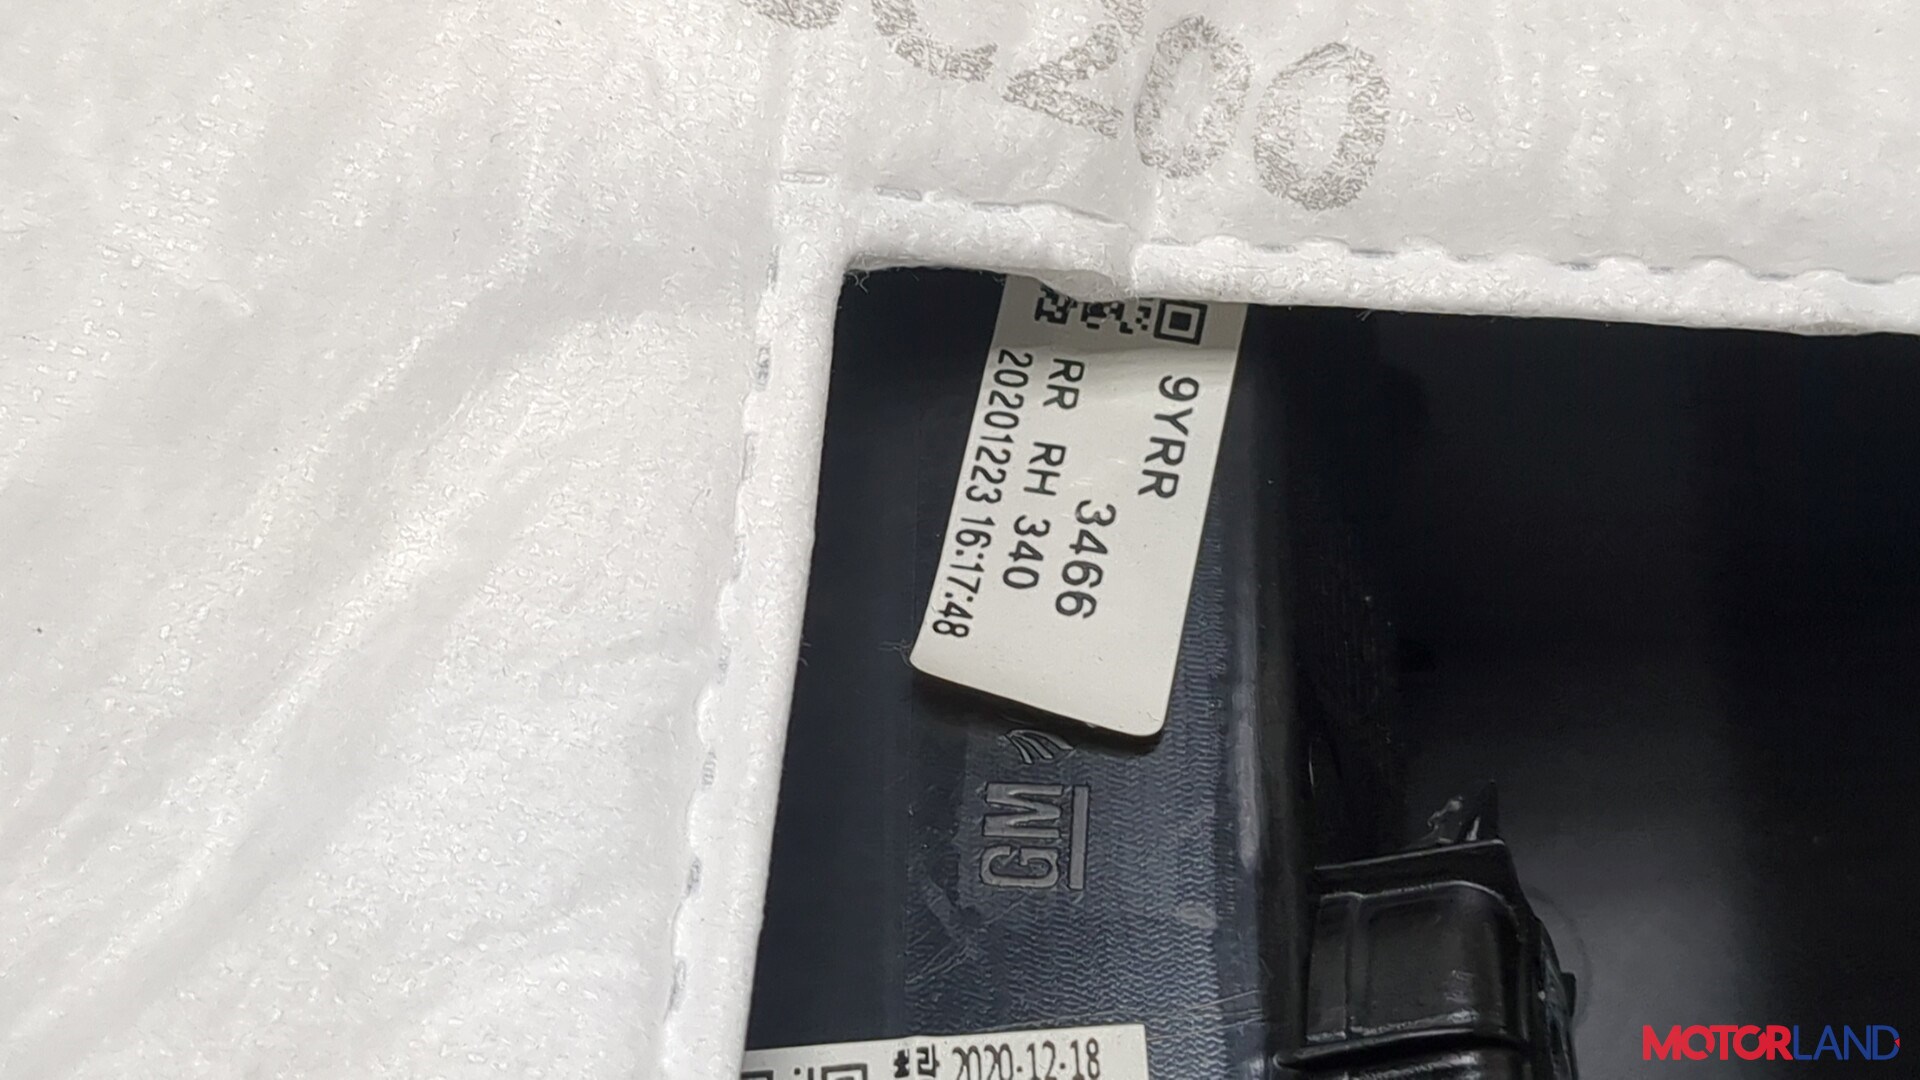 200
9YRR
3466
RR RH 340
20201223 16:17:48
GM
2020-12-18
MOTORLAND